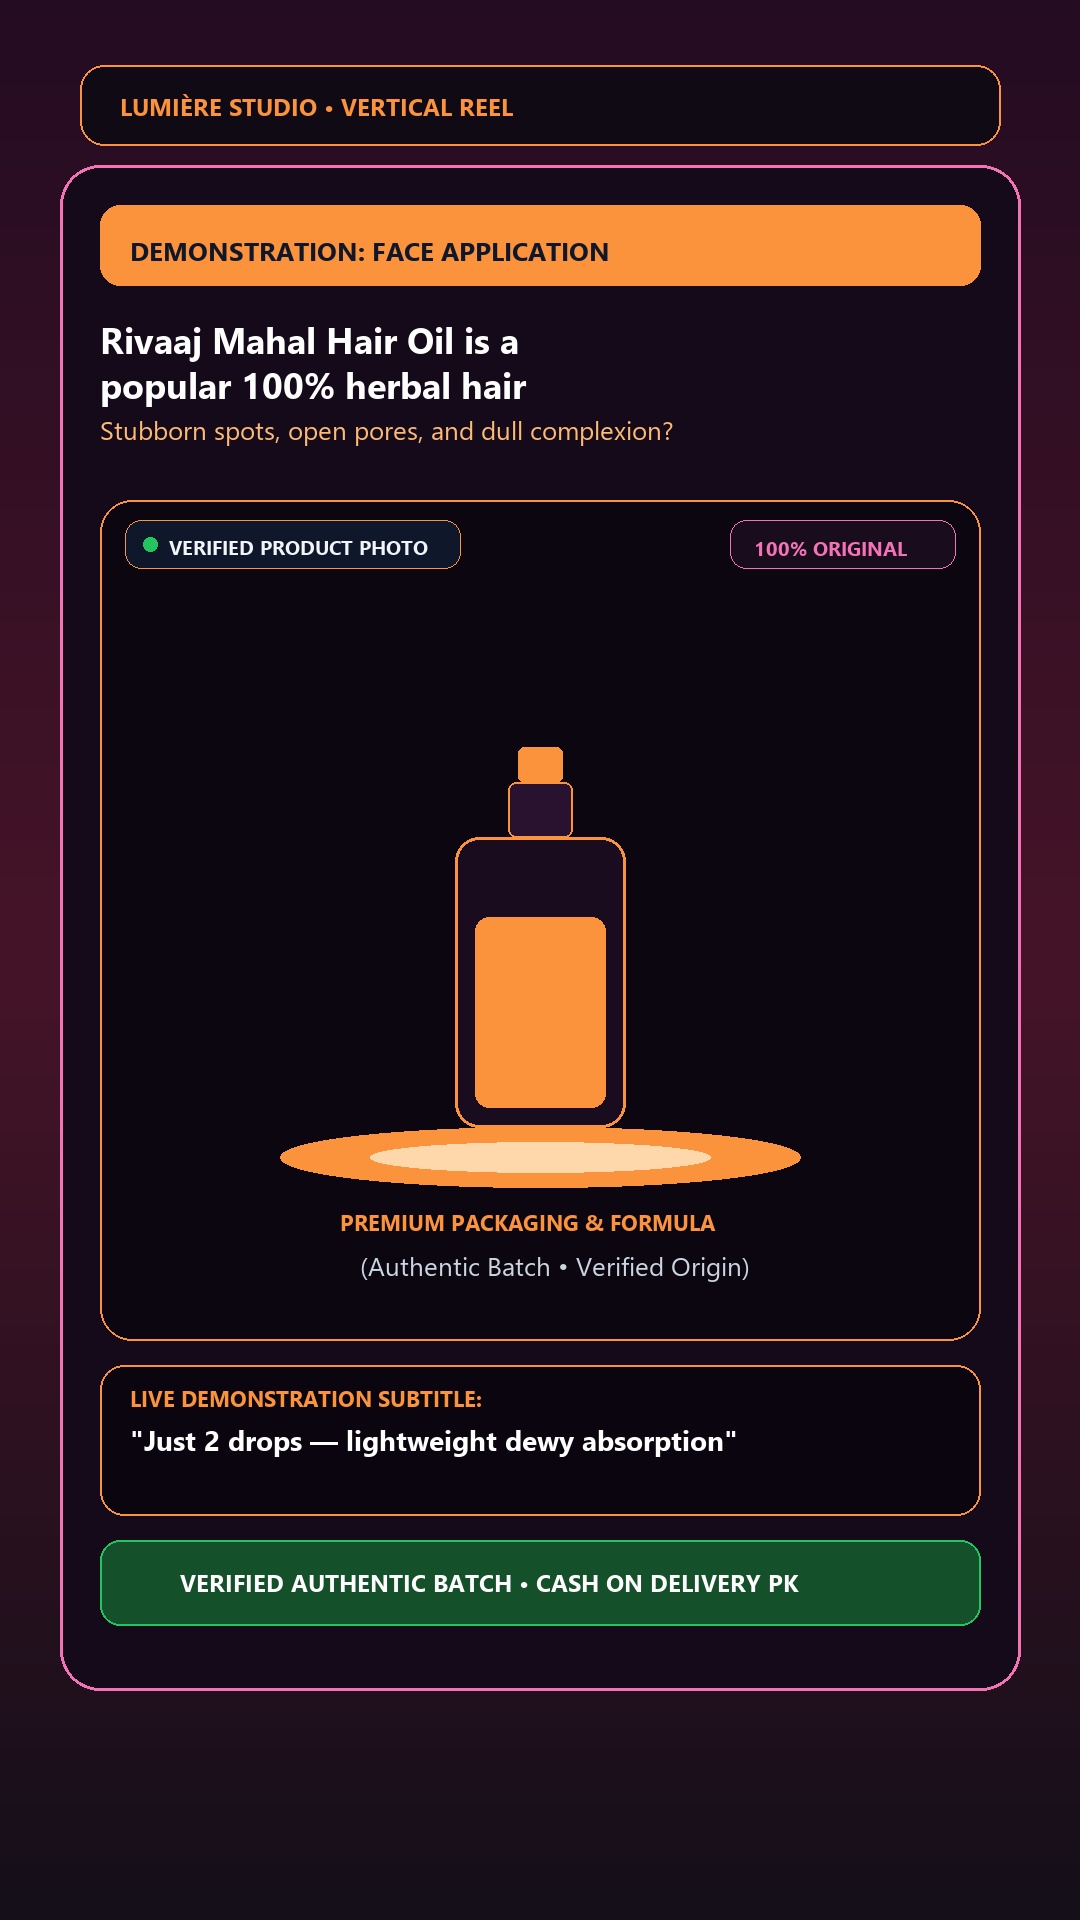 LUMIÈRE STUDIO • VERTICAL REEL
DEMONSTRATION: FACE APPLICATION
Rivaaj Mahal Hair Oil is a
popular 100% herbal hair
Stubborn spots, open pores, and dull complexion?
VERIFIED PRODUCT PHOTO
100% ORIGINAL
PREMIUM PACKAGING & FORMULA
(Authentic Batch • Verified Origin)
LIVE DEMONSTRATION SUBTITLE:
"Just 2 drops — lightweight dewy absorption"
VERIFIED AUTHENTIC BATCH • CASH ON DELIVERY PK